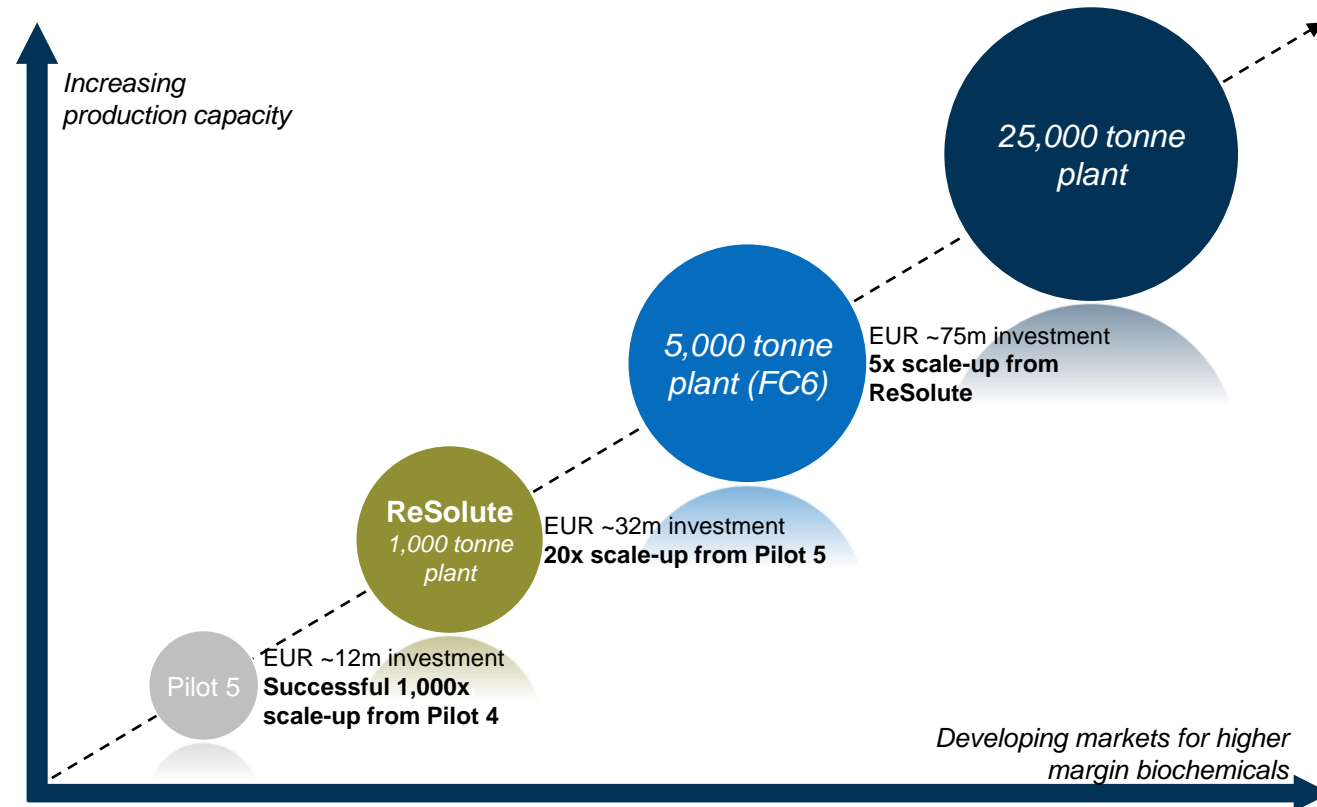 Increasing
production capacity
25,000 tonne
plant
5,000 tonne
plant (FC6)
EUR ~75m investment
5x scale-up from
ReSolute
ReSolute
1,000 tonne
plant
EUR ~32m investment
20x scale-up from Pilot 5
Pilot 5
EUR ~12m investment
Successful 1,000x
scale-up from Pilot 4
Developing markets for higher
margin biochemicals